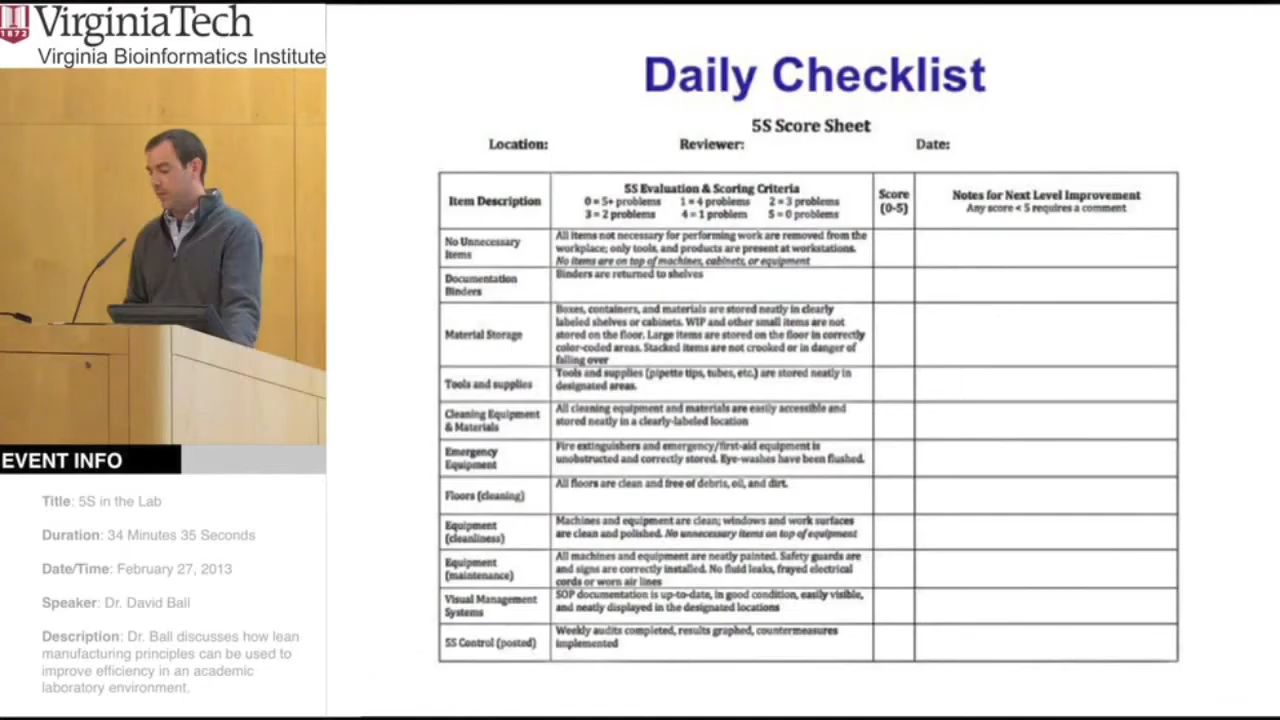 VirginiaTech
1872
Virginia Bioinformatics Institute
EVENT INFO
Title: 5S in the Lab
Duration: 34 Minutes 35 Seconds
Date/Time: February 27, 2013
Speaker: Dr. David Ball
Description: Dr. Ball discusses how lean
manufacturing principles can be used to
improve efficiency in an academic
laboratory environment.
Daily Checklist
5S Score Sheet
Location: Reviewer: Date:
Item Description
5S Evaluation & Scoring Criteria
0 = 5+ problems 1 = 4 problems 2 = 3 problems
3 = 2 problems 4 = 1 problem 5 = 0 problems
Score
(0-5)
Notes for Next Level Improvement
Any score < 5 requires a comment
No Unnecessary
Items
All items not necessary for performing work are removed from the
workplace; only tools, and products are present at workstations.
No items are on top of machines, cabinets, or equipment
Documentation
Binders
Binders are returned to shelves
Material Storage
Boxes, containers, and materials are stored neatly in clearly
labeled shelves or cabinets. WIP and other small items are not
stored on the floor. Large items are stored on the floor in correctly
color-coded areas. Stacked items are not crooked or in danger of
falling over
Tools and supplies
Tools and supplies (pipette tips, tubes, etc.) are stored neatly in
designated areas.
Cleaning Equipment
& Materials
All cleaning equipment and materials are easily accessible and
stored neatly in a clearly-labeled location
Emergency
Equipment
Fire extinguishers and emergency/first-aid equipment is
unobstructed and correctly stored. Eye-washes have been flushed.
Floors (cleaning)
All floors are clean and free of debris, oil, and dirt.
Equipment
(cleanliness)
Machines and equipment are clean; windows and work surfaces
are clean and polished. No unnecessary items on top of equipment
Equipment
(maintenance)
All machines and equipment are neatly painted. Safety guards are
and signs are correctly installed. No fluid leaks, frayed electrical
cords or worn air lines
Visual Management
Systems
SOP documentation is up-to-date, in good condition, easily visible,
and neatly displayed in the designated locations
5S Control (posted)
Weekly audits completed, results graphed, countermeasures
implemented